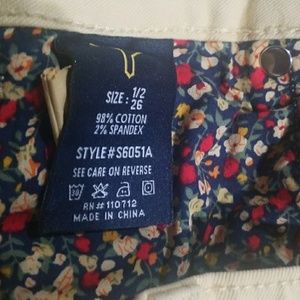 SIZE : 1/2
26
98% COTTON
2% SPANDEX
STYLE#S6051A
SEE CARE ON REVERSE
30
RN# 110712
MADE IN CHINA